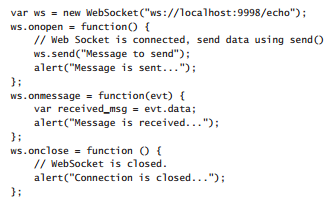 var ws = new WebSocket("ws://localhost:9998/echo");
ws.onopen = function() {
    // Web Socket is connected, send data using send()
    ws.send("Message to send");
    alert("Message is sent...");
};
ws.onmessage = function(evt) {
    var received_msg = evt.data;
    alert("Message is received...");
};
ws.onclose = function () {
    // WebSocket is closed.
    alert("Connection is closed...");
};